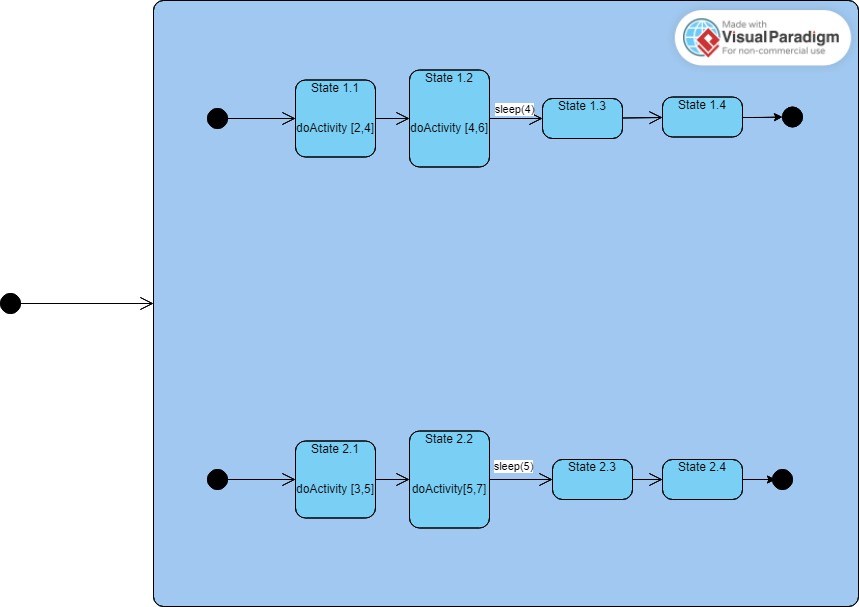 Made with
VisualParadigm
For non-commercial use
State 1.1
doActivity [2,4]
State 1.2
doActivity [4,6]
sleep(4)
State 1.3
State 1.4
State 2.1
doActivity [3,5]
State 2.2
doActivity[5,7]
sleep(5)
State 2.3
State 2.4